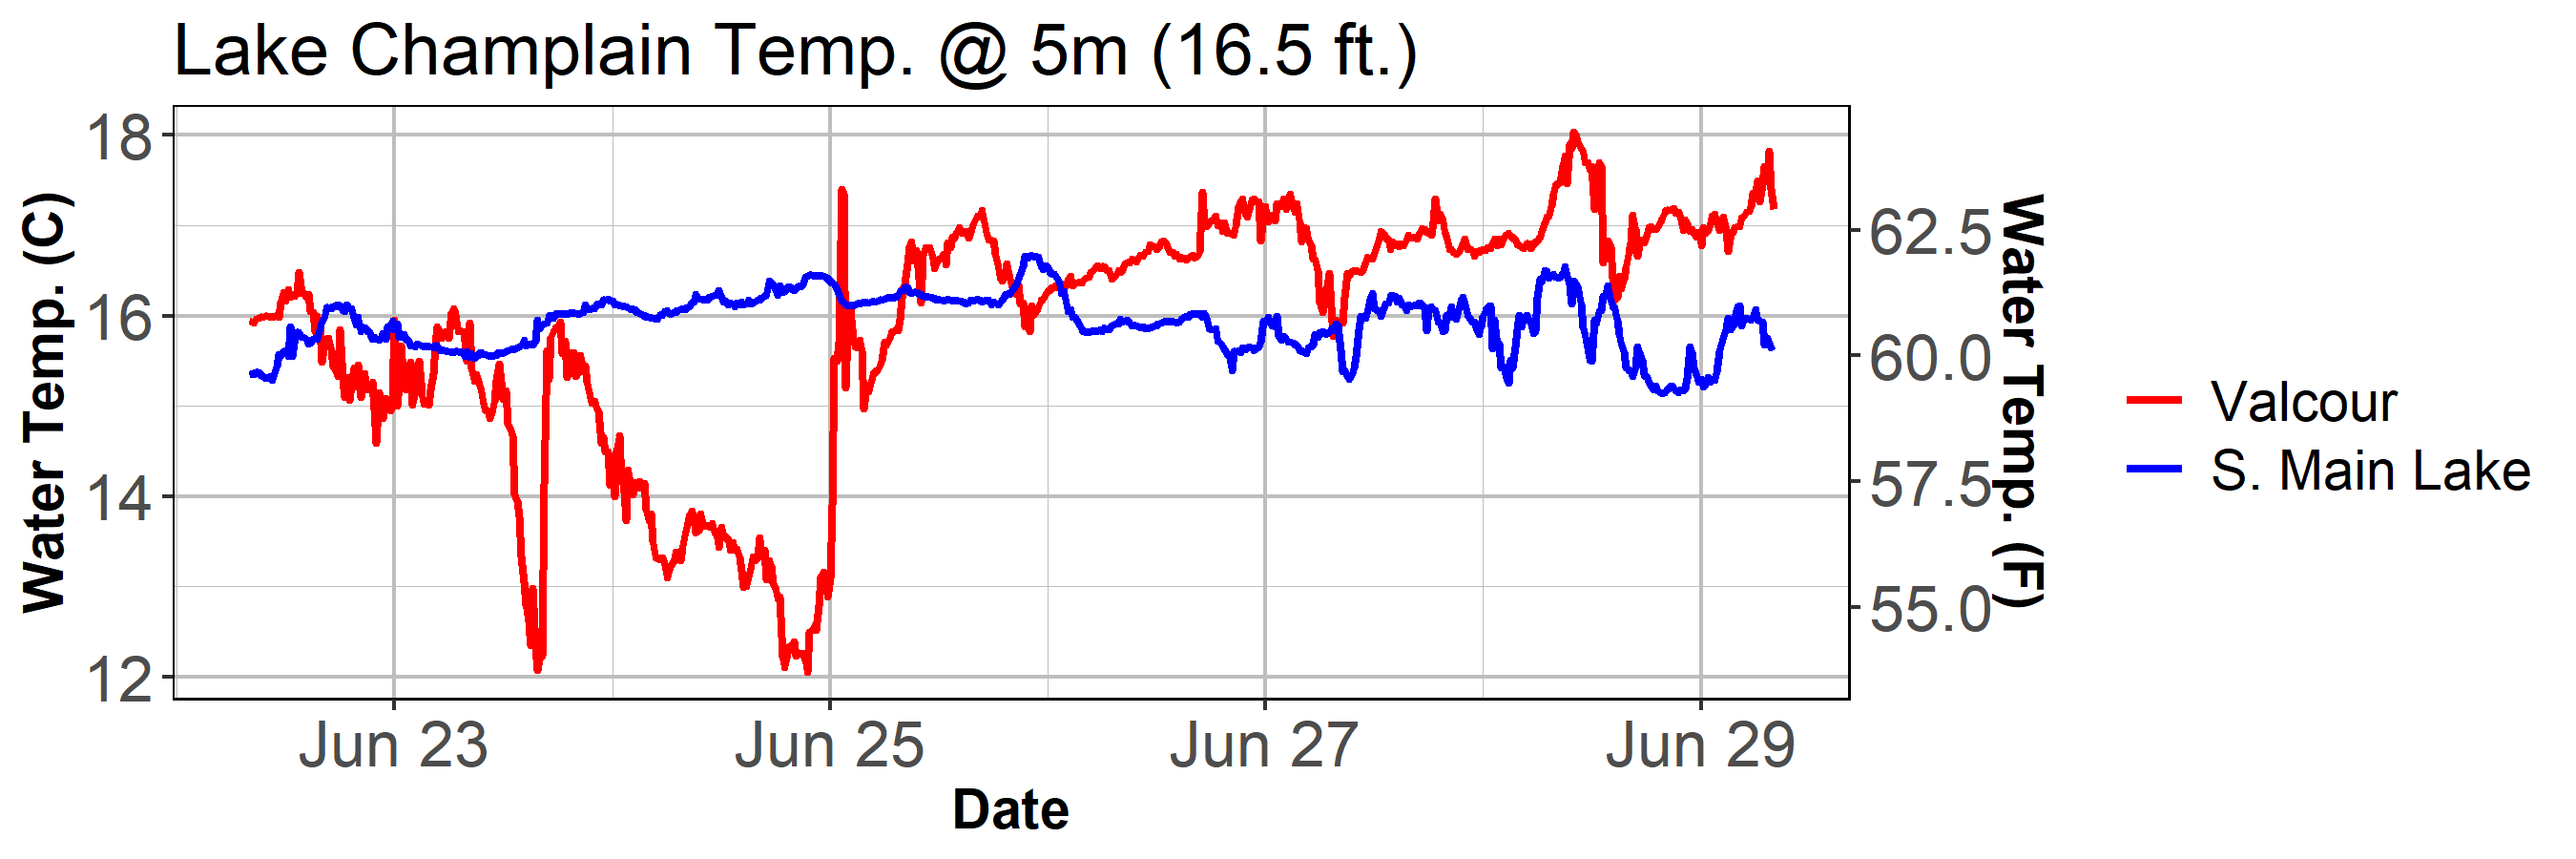 Lake Champlain Temp. @ 5m (16.5 ft.)
Water Temp. (C)
18
16
14
12
62.5
60.0
57.5
55.0
Water Temp. (F)
Jun 23
Jun 25
Jun 27
Jun 29
Date
Valcour
S. Main Lake